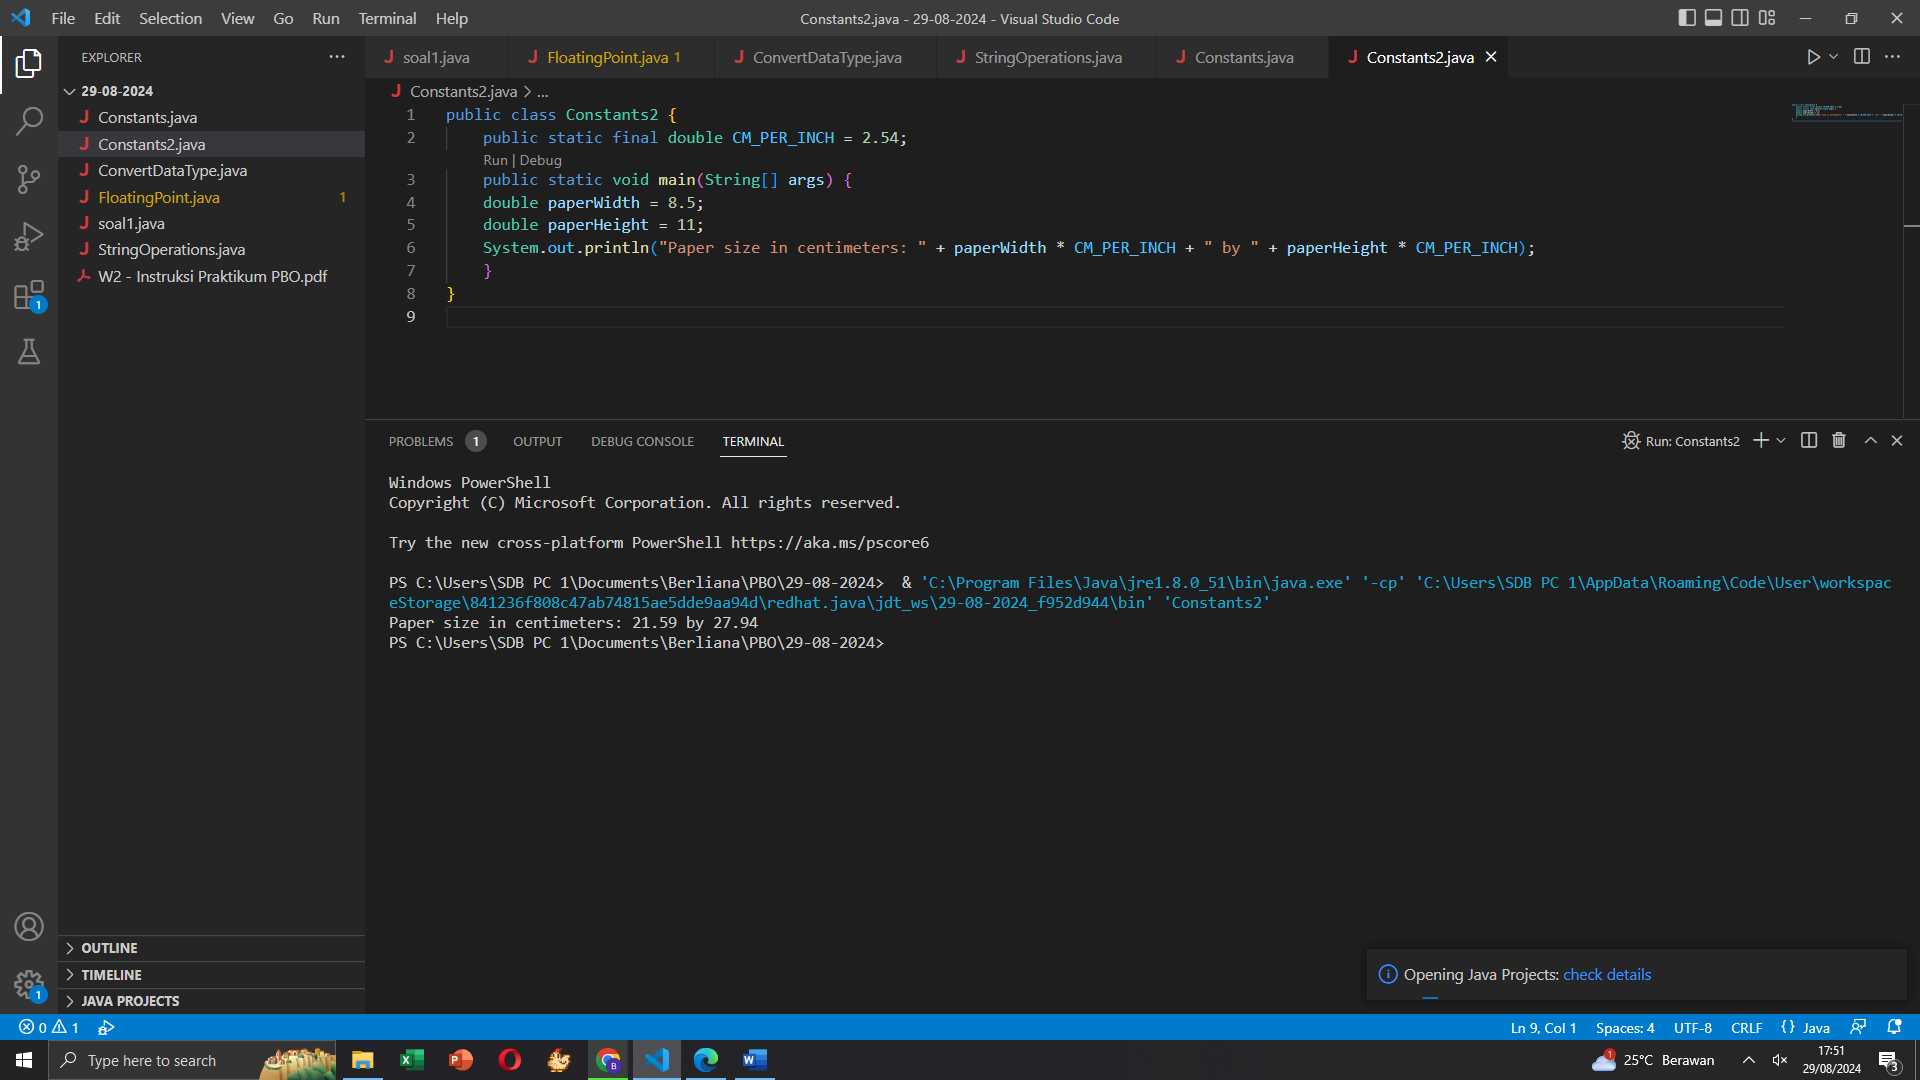 File Edit Selection View Go Run Terminal Help
Constants2.java - 29-08-2024 - Visual Studio Code
EXPLORER
29-08-2024
Constants.java
Constants2.java
ConvertDataType.java
FloatingPoint.java 1
soal1.java
StringOperations.java
W2 - Instruksi Praktikum PBO.pdf
OUTLINE
TIMELINE
JAVA PROJECTS
1
1
soal1.java FloatingPoint.java 1 ConvertDataType.java StringOperations.java Constants.java Constants2.java
Constants2.java > ...
1 public class Constants2 {
2 public static final double CM_PER_INCH = 2.54;
Run | Debug
3 public static void main(String[] args) {
4 double paperWidth = 8.5;
5 double paperHeight = 11;
6 System.out.println("Paper size in centimeters: " + paperWidth * CM_PER_INCH + " by " + paperHeight * CM_PER_INCH);
7 }
8 }
9
PROBLEMS 1 OUTPUT DEBUG CONSOLE TERMINAL
Run: Constants2
Windows PowerShell
Copyright (C) Microsoft Corporation. All rights reserved.
Try the new cross-platform PowerShell https://aka.ms/pscore6
PS C:\Users\SDB PC 1\Documents\Berliana\PBO\29-08-2024>  & 'C:\Program Files\Java\jre1.8.0_51\bin\java.exe' '-cp' 'C:\Users\SDB PC 1\AppData\Roaming\Code\User\workspac
eStorage\841236f808c47ab74815ae5dde9aa94d\redhat.java\jdt_ws\29-08-2024_f952d944\bin' 'Constants2'
Paper size in centimeters: 21.59 by 27.94
PS C:\Users\SDB PC 1\Documents\Berliana\PBO\29-08-2024>
Opening Java Projects: check details
0 1
Ln 9, Col 1 Spaces: 4 UTF-8 CRLF {} Java
Type here to search
25°C Berawan
17:51
29/08/2024
3